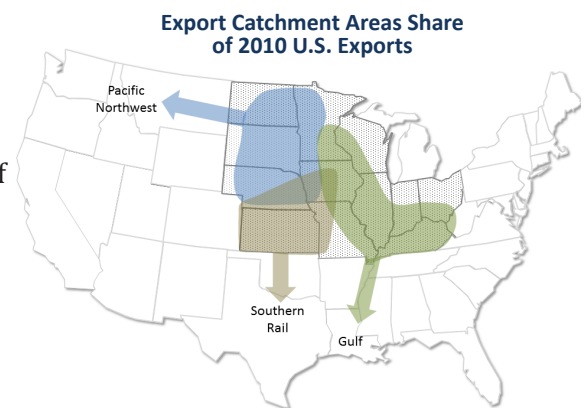 Export Catchment Areas Share
of 2010 U.S. Exports
Pacific
Northwest
f
Southern
Rail
Gulf